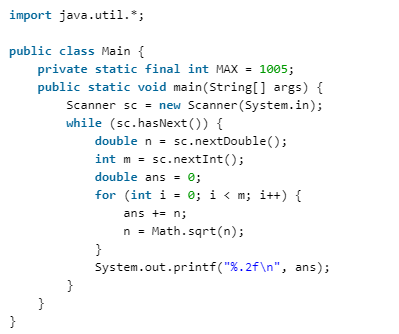 import java.util.*;

public class Main {
    private static final int MAX = 1005;
    public static void main(String[] args) {
        Scanner sc = new Scanner(System.in);
        while (sc.hasNext()) {
            double n = sc.nextDouble();
            int m = sc.nextInt();
            double ans = 0;
            for (int i = 0; i < m; i++) {
                ans += n;
                n = Math.sqrt(n);
            }
            System.out.printf("%.2f\n", ans);
        }
    }
}